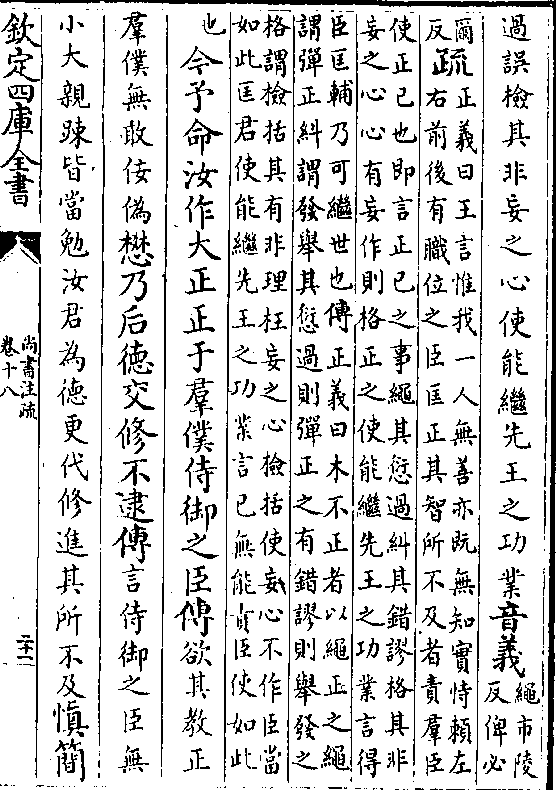 過誤檢其非妄之心使能繼先王之功業音義繩市陵
反俾必
爾疏正義曰王言惟我一人無善亦既無知實恃頼左
反右前後有職位之臣匡正其智所不及者責羣臣
使正己也即言正己之事繩其愆過糾其錯謬格其非
妄之心心有妄作則格正之使能繼先王之功業言得
臣匡輔乃可繼世也傳正義曰木不正者以繩正之繩
謂彈正糾謂發舉其愆過則彈正之有錯謬則舉發之
格謂檢括其有非理枉妄之心檢括使妄心不作臣當
如此匡君使能繼先王之功業言已無能責臣使如此
也今予命汝作大正正于羣僕侍御之臣傳欲其教正
羣僕無敢佞偽懋乃后德交修不逮傳言侍御之臣無
小大親疎皆當勉汝君為德更代修進其所不及慎簡
欽定四庫全書
尚書注疏
卷十八
二十二